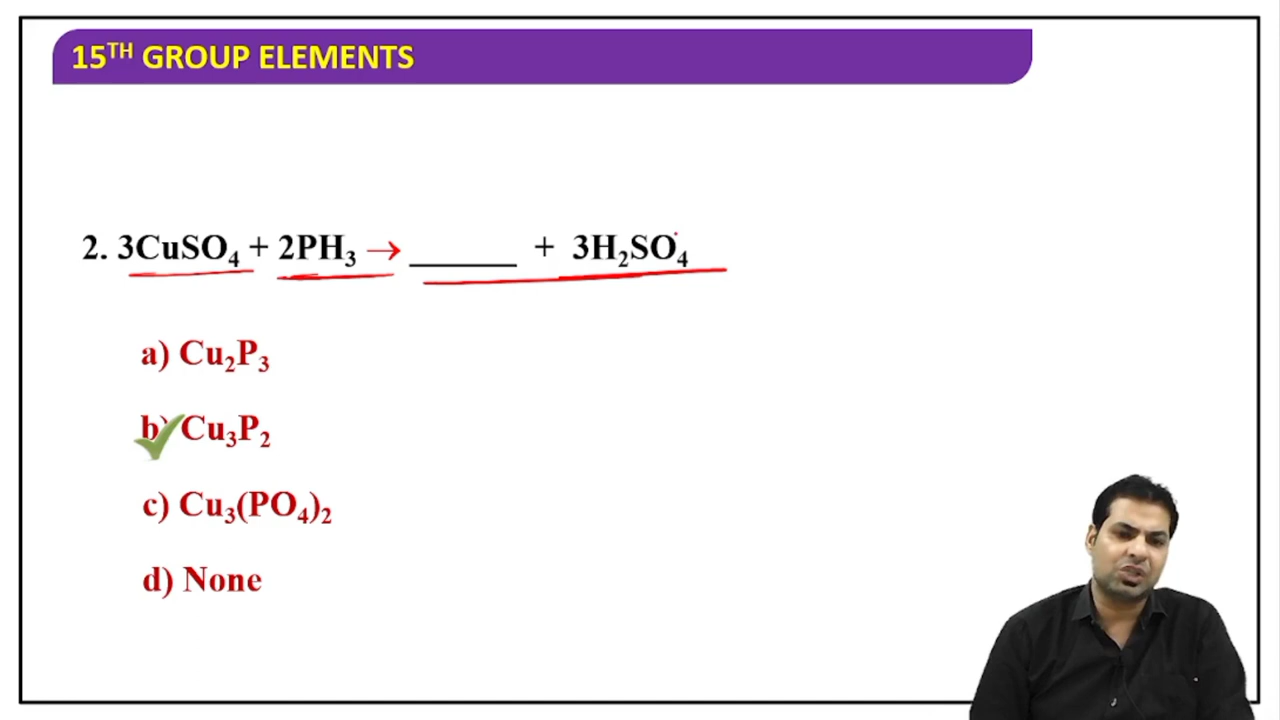 15TH GROUP ELEMENTS
2. 3CuSO4 + 2PH3 → ______ + 3H2SO4
a) Cu2P3
b) Cu3P2
c) Cu3(PO4)2
d) None